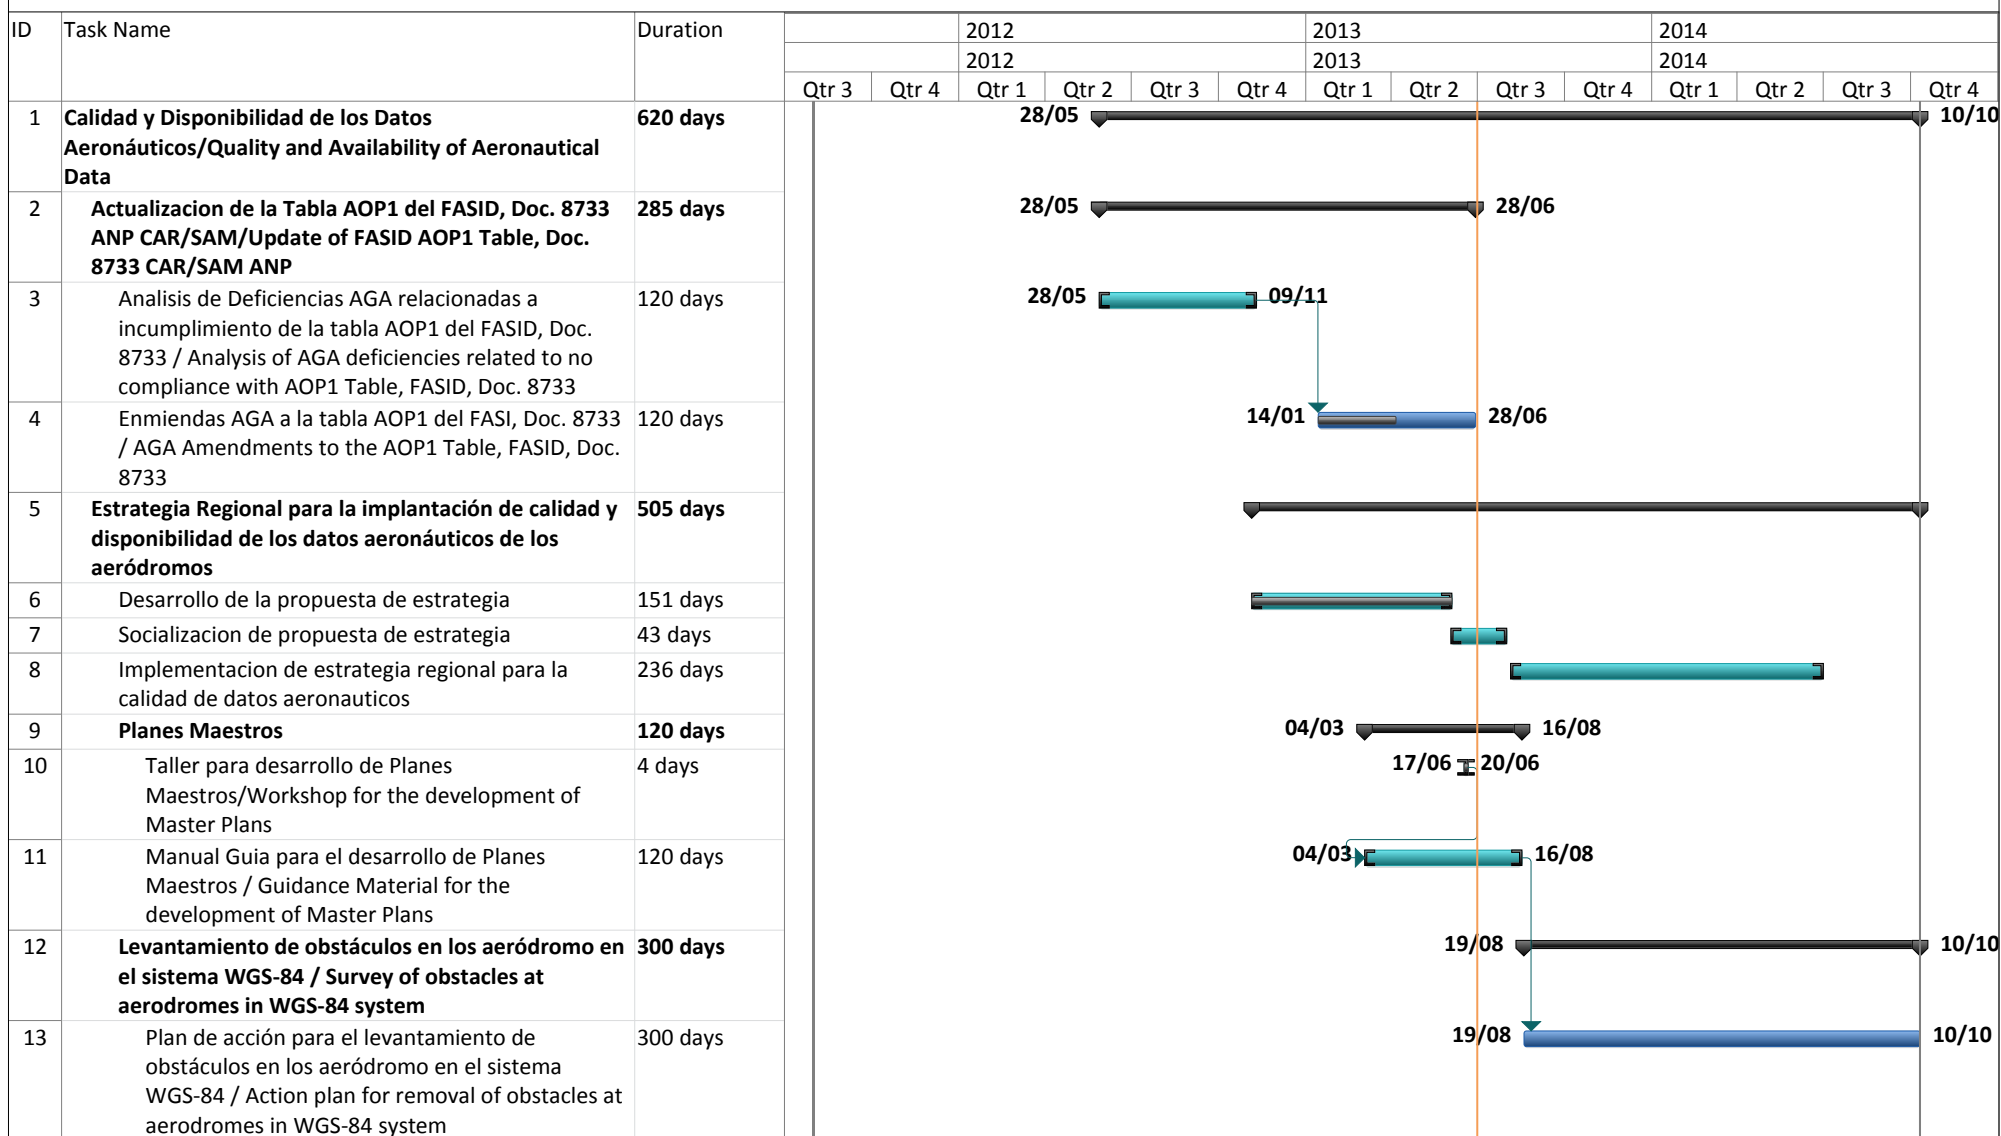 ID Task Name Duration
2012 2013 2014
2012 2013 2014
Qtr 3 Qtr 4 Qtr 1 Qtr 2 Qtr 3 Qtr 4 Qtr 1 Qtr 2 Qtr 3 Qtr 4 Qtr 1 Qtr 2 Qtr 3 Qtr 4
1 Calidad y Disponibilidad de los Datos 620 days 28/05 10/10
Aeronáuticos/Quality and Availability of Aeronautical
Data
2 Actualizacion de la Tabla AOP1 del FASID, Doc. 8733 285 days 28/05 28/06
ANP CAR/SAM/Update of FASID AOP1 Table, Doc.
8733 CAR/SAM ANP
3 Analisis de Deficiencias AGA relacionadas a 120 days 28/05 09/11
incumplimiento de la tabla AOP1 del FASID, Doc.
8733 / Analysis of AGA deficiencies related to no
compliance with AOP1 Table, FASID, Doc. 8733
4 Enmiendas AGA a la tabla AOP1 del FASI, Doc. 8733 120 days 14/01 28/06
/ AGA Amendments to the AOP1 Table, FASID, Doc.
8733
5 Estrategia Regional para la implantación de calidad y 505 days
disponibilidad de los datos aeronáuticos de los
aeródromos
6 Desarrollo de la propuesta de estrategia 151 days
7 Socializacion de propuesta de estrategia 43 days
8 Implementacion de estrategia regional para la 236 days
calidad de datos aeronauticos
9 Planes Maestros 120 days 04/03 16/08
10 Taller para desarrollo de Planes 4 days 17/06 20/06
Maestros/Workshop for the development of
Master Plans
11 Manual Guia para el desarrollo de Planes 120 days 04/03 16/08
Maestros / Guidance Material for the
development of Master Plans
12 Levantamiento de obstáculos en los aeródromo en 300 days 19/08 10/10
el sistema WGS-84 / Survey of obstacles at
aerodromes in WGS-84 system
13 Plan de acción para el levantamiento de 300 days 19/08 10/10
obstáculos en los aeródromo en el sistema
WGS-84 / Action plan for removal of obstacles at
aerodromes in WGS-84 system